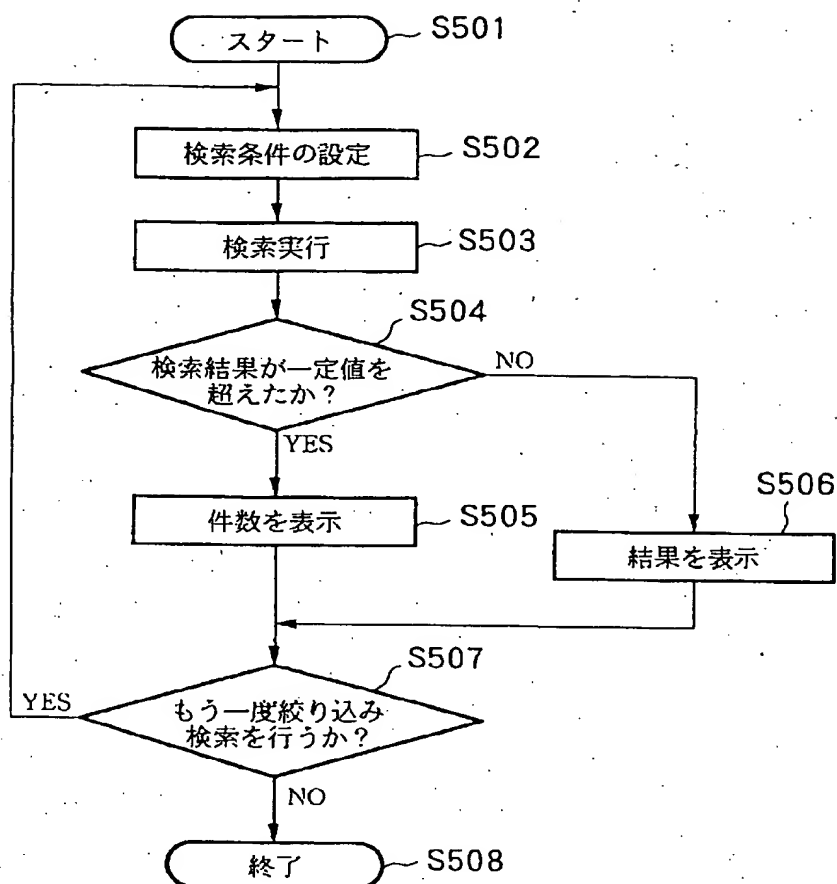 スタート
S501
検索条件の設定
S502
検索実行
S503
S504
検索結果が一定値を
超えたか？
NO
YES
件数を表示
S505
S506
結果を表示
S507
もう一度絞り込み
検索を行うか？
YES
NO
終了
S508